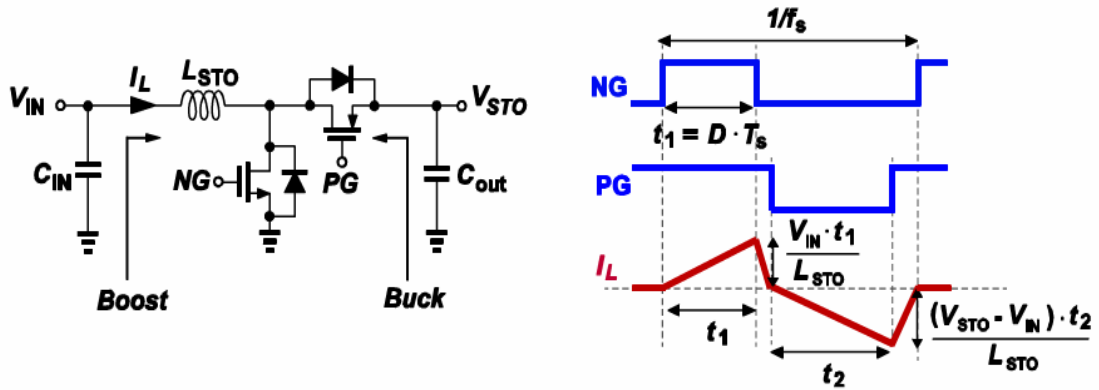 V_IN
I_L
L_STO
V_STO
C_IN
NG
PG
C_out
Boost
Buck
1/f_s
NG
t_1 = D · T_s
PG
V_IN · t_1
L_STO
I_L
t_1
t_2
(V_STO - V_IN) · t_2
L_STO